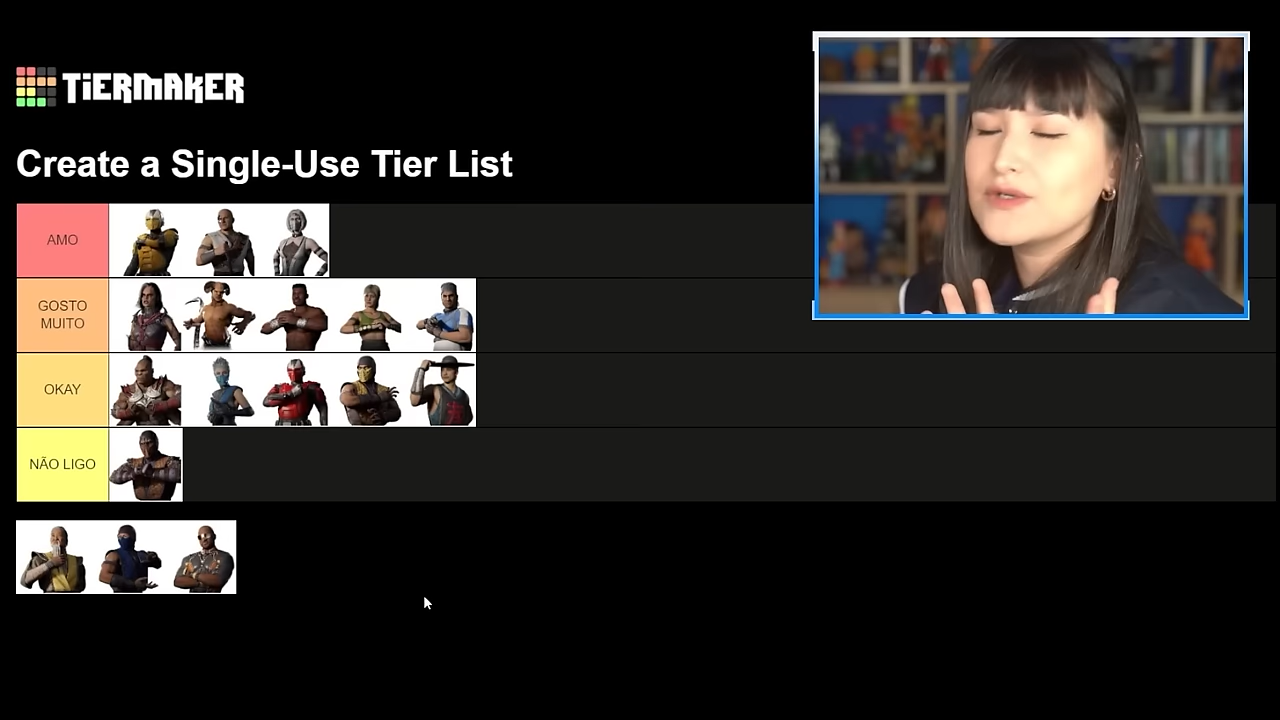 TiERMAKER
Create a Single-Use Tier List
AMO
GOSTO
MUITO
OKAY
NÃO LIGO